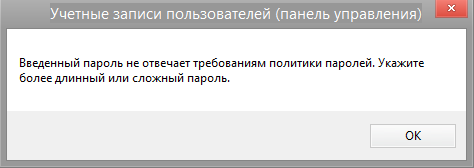 Учетные записи пользователей (панель управления)
Введенный пароль не отвечает требованиям политики паролей. Укажите
более длинный или сложный пароль.
OK